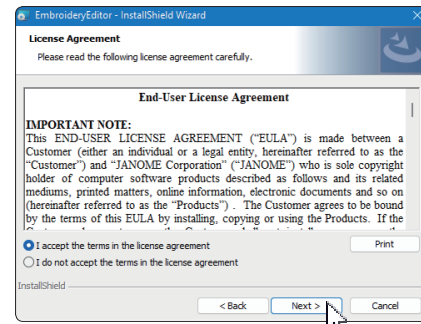 EmbroideryEditor - InstallShield Wizard
License Agreement
Please read the following license agreement carefully.
End-User License Agreement
IMPORTANT NOTE:
This END-USER LICENSE AGREEMENT ("EULA") is made between a
Customer (either an individual or a legal entity, hereinafter referred to as the
"Customer") and "JANOME Corporation" ("JANOME") who is sole copyright
holder of computer software products described as follows and its related
mediums, printed matters, online information, electronic documents and so on
(hereinafter referred to as the "Products") . The Customer agrees to be bound
by the terms of this EULA by installing, copying or using the Products. If the
I accept the terms in the license agreement
Print
I do not accept the terms in the license agreement
InstallShield
< Back
Next >
Cancel